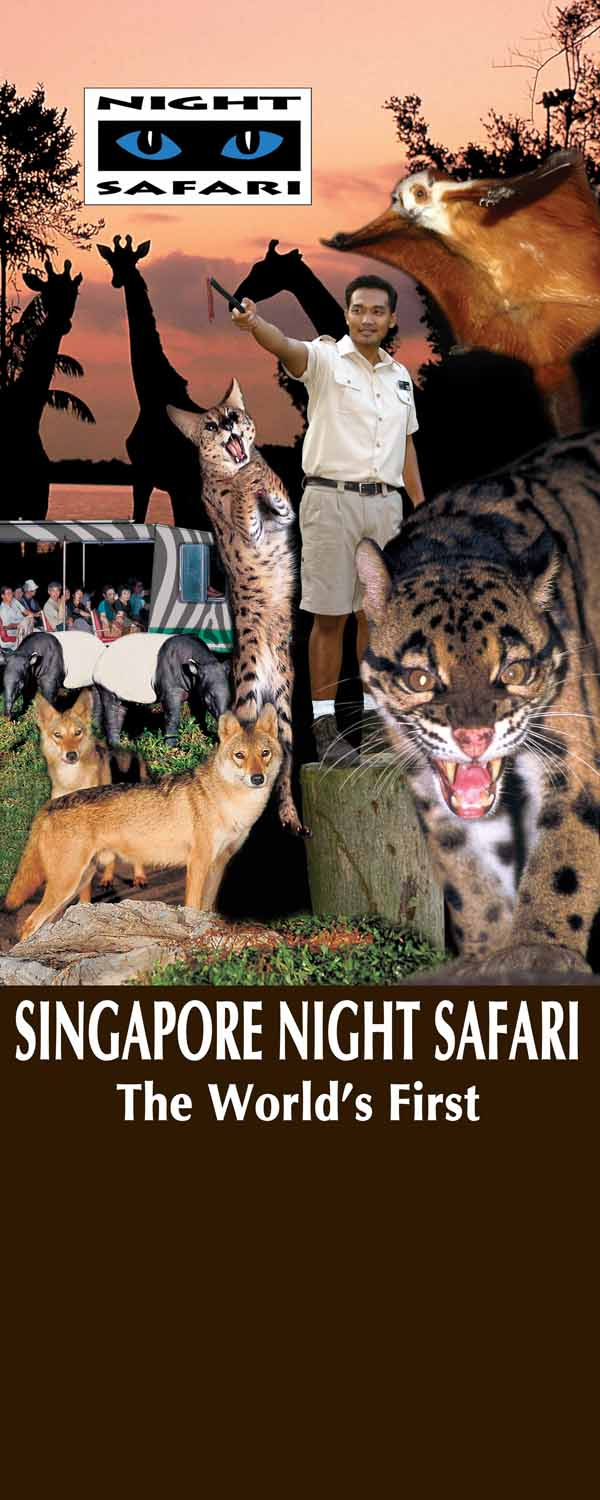 NIGHT
SAFARI
SINGAPORE NIGHT SAFARI
The World's First